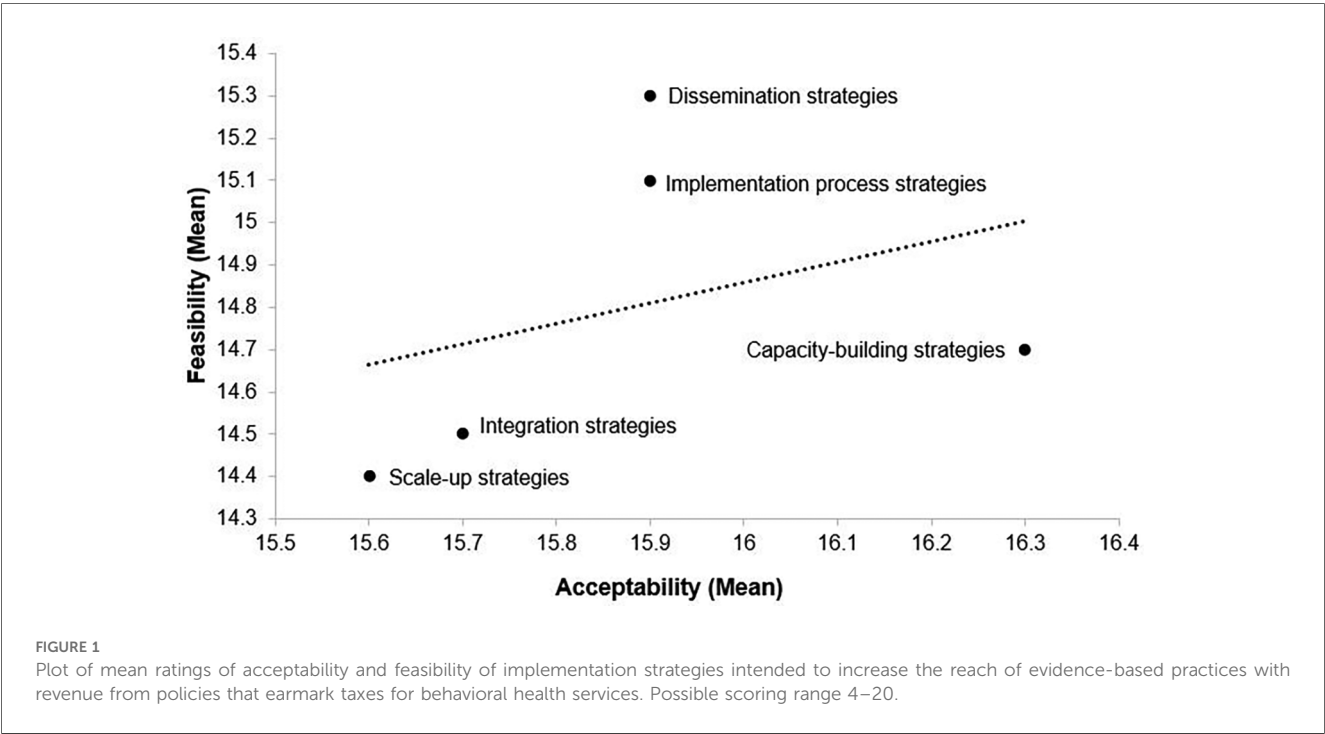 15.4
15.3
15.2
15.1
15
14.9
14.8
14.7
14.6
14.5
14.4
14.3
Feasibility (Mean)
Dissemination strategies
Implementation process strategies
Capacity-building strategies
Integration strategies
Scale-up strategies
15.5 15.6 15.7 15.8 15.9 16 16.1 16.2 16.3 16.4
Acceptability (Mean)
FIGURE 1
Plot of mean ratings of acceptability and feasibility of implementation strategies intended to increase the reach of evidence-based practices with
revenue from policies that earmark taxes for behavioral health services. Possible scoring range 4–20.